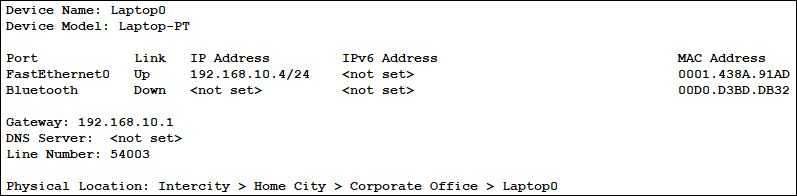 Device Name: Laptop0
Device Model: Laptop-PT
Port Link IP Address IPv6 Address MAC Address
FastEthernet0 Up 192.168.10.4/24 <not set> 0001.438A.91AD
Bluetooth Down <not set> <not set> 00D0.D3BD.DB32
Gateway: 192.168.10.1
DNS Server: <not set>
Line Number: 54003
Physical Location: Intercity > Home City > Corporate Office > Laptop0